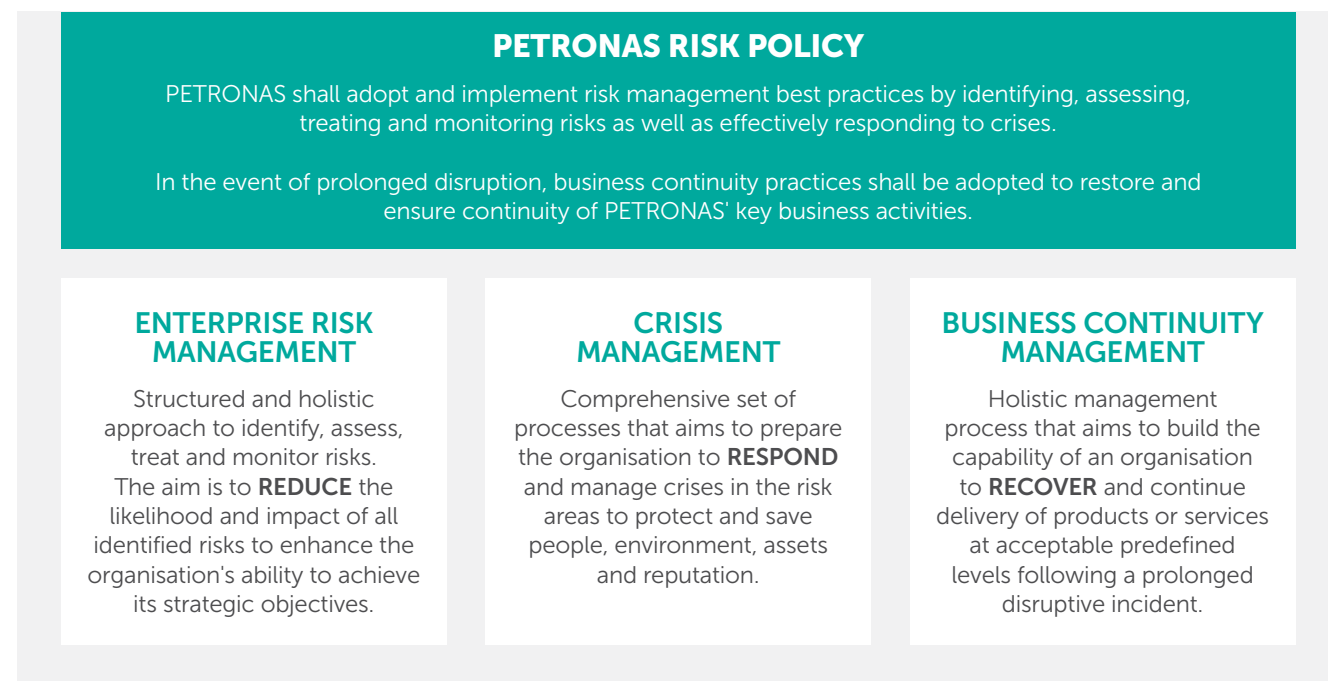 PETRONAS RISK POLICY
PETRONAS shall adopt and implement risk management best practices by identifying, assessing,
treating and monitoring risks as well as effectively responding to crises.
In the event of prolonged disruption, business continuity practices shall be adopted to restore and
ensure continuity of PETRONAS' key business activities.
ENTERPRISE RISK
MANAGEMENT
Structured and holistic
approach to identify, assess,
treat and monitor risks.
The aim is to REDUCE the
likelihood and impact of all
identified risks to enhance the
organisation's ability to achieve
its strategic objectives.
CRISIS
MANAGEMENT
Comprehensive set of
processes that aims to prepare
the organisation to RESPOND
and manage crises in the risk
areas to protect and save
people, environment, assets
and reputation.
BUSINESS CONTINUITY
MANAGEMENT
Holistic management
process that aims to build the
capability of an organisation
to RECOVER and continue
delivery of products or services
at acceptable predefined
levels following a prolonged
disruptive incident.